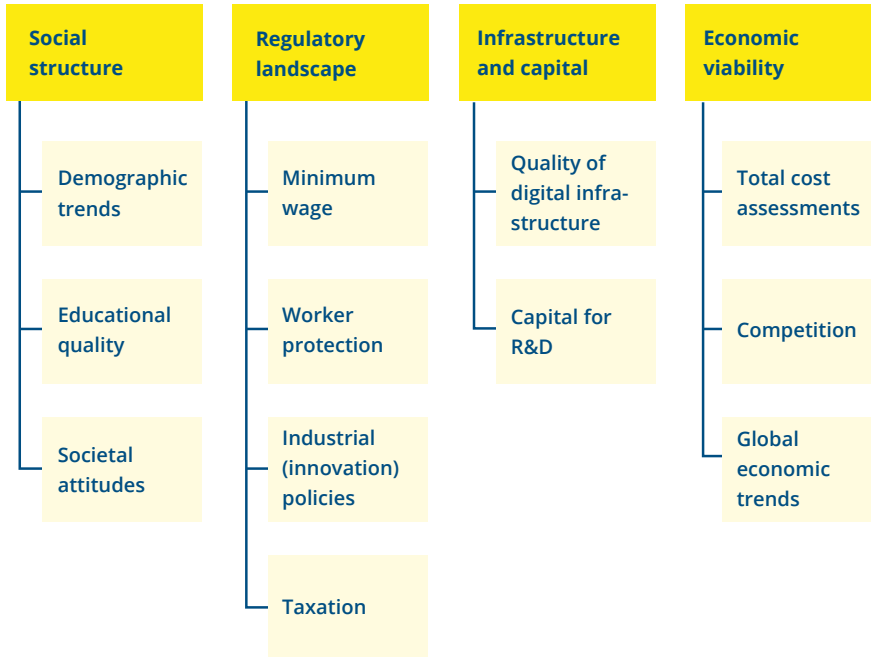 Social
structure
Demographic
trends
Educational
quality
Societal
attitudes
Regulatory
landscape
Minimum
wage
Worker
protection
Industrial
(innovation)
policies
Taxation
Infrastructure
and capital
Quality of
digital infra-
structure
Capital for
R&D
Economic
viability
Total cost
assessments
Competition
Global
economic
trends